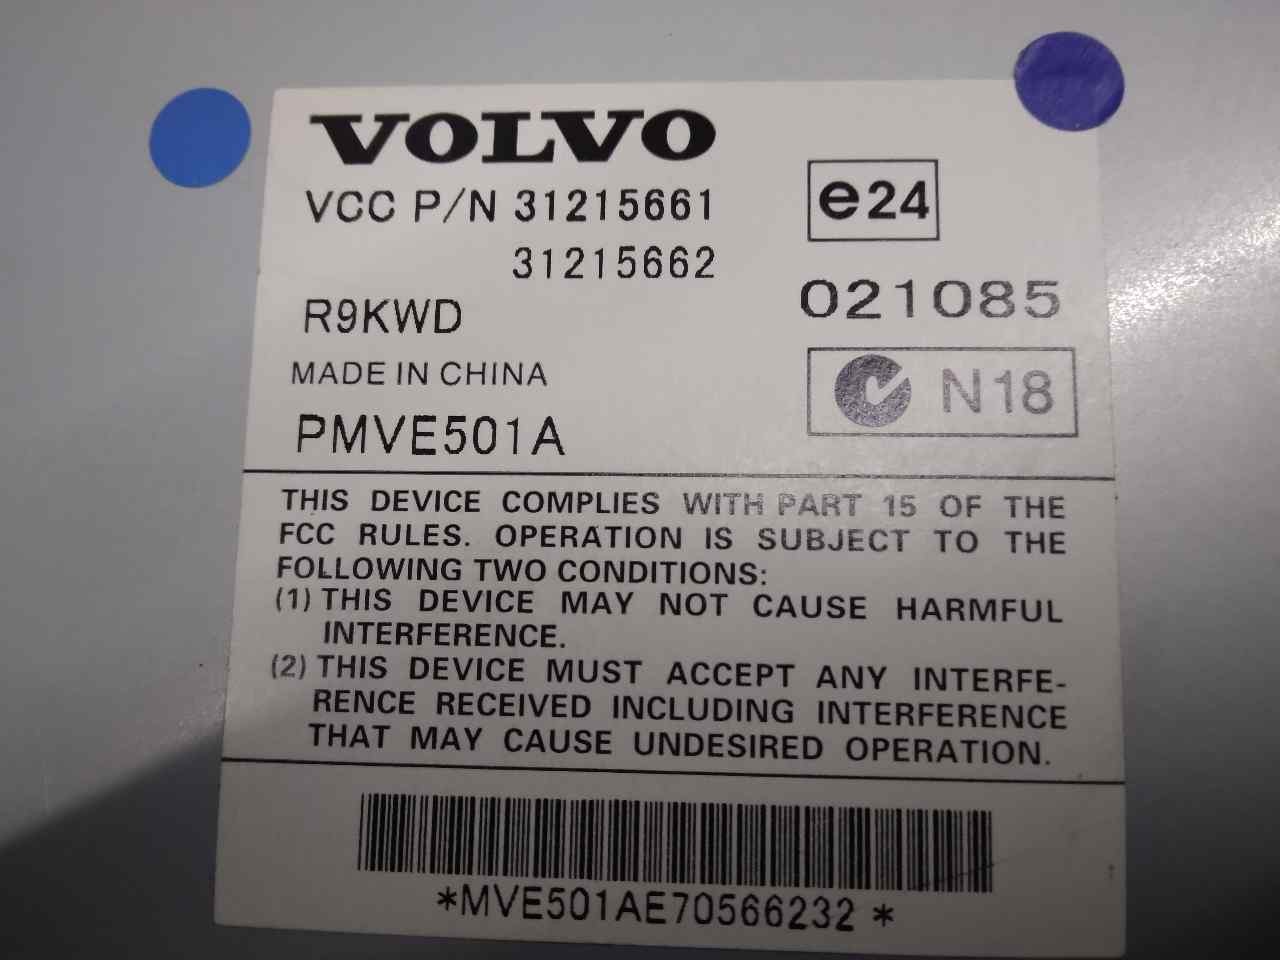 VOLVO
VCC P/N 31215661
31215662
R9KWD
MADE IN CHINA
PMVE501A
e24
021085
N18
THIS DEVICE COMPLIES WITH PART 15 OF THE
FCC RULES. OPERATION IS SUBJECT TO THE
FOLLOWING TWO CONDITIONS:
(1) THIS DEVICE MAY NOT CAUSE HARMFUL
INTERFERENCE.
(2) THIS DEVICE MUST ACCEPT ANY INTERFE-
RENCE RECEIVED INCLUDING INTERFERENCE
THAT MAY CAUSE UNDESIRED OPERATION.
*MVE501AE70566232*